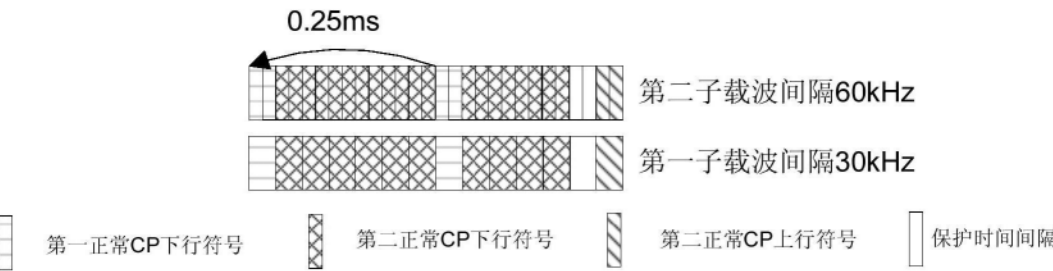 0.25ms
第二子载波间隔60kHz
第一子载波间隔30kHz
第一正常CP下行符号
第二正常CP下行符号
第二正常CP上行符号
保护时间间隔